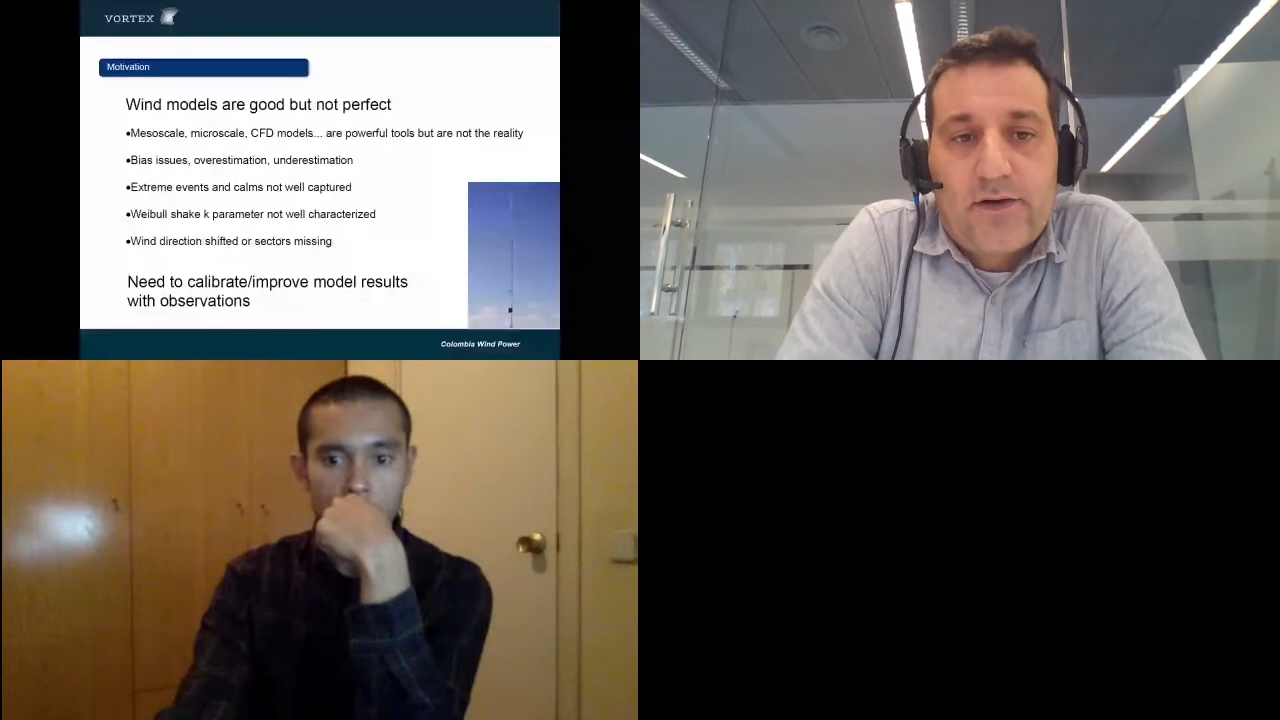 VORTEX
Motivation
Wind models are good but not perfect
•Mesoscale, microscale, CFD models... are powerful tools but are not the reality
•Bias issues, overestimation, underestimation
•Extreme events and calms not well captured
•Weibull shake k parameter not well characterized
•Wind direction shifted or sectors missing
Need to calibrate/improve model results
with observations
Colombia Wind Power